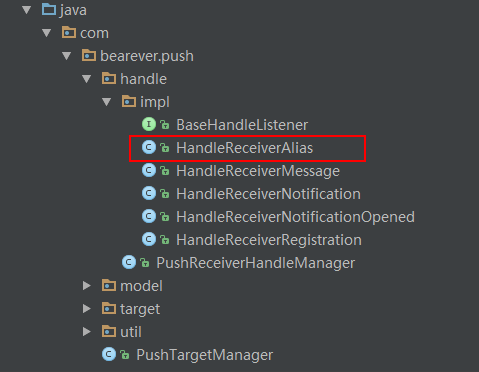 java
com
bearever.push
handle
impl
I BaseHandleListener
C HandleReceiverAlias
C HandleReceiverMessage
C HandleReceiverNotification
C HandleReceiverNotificationOpened
C HandleReceiverRegistration
C PushReceiverHandleManager
model
target
util
C PushTargetManager